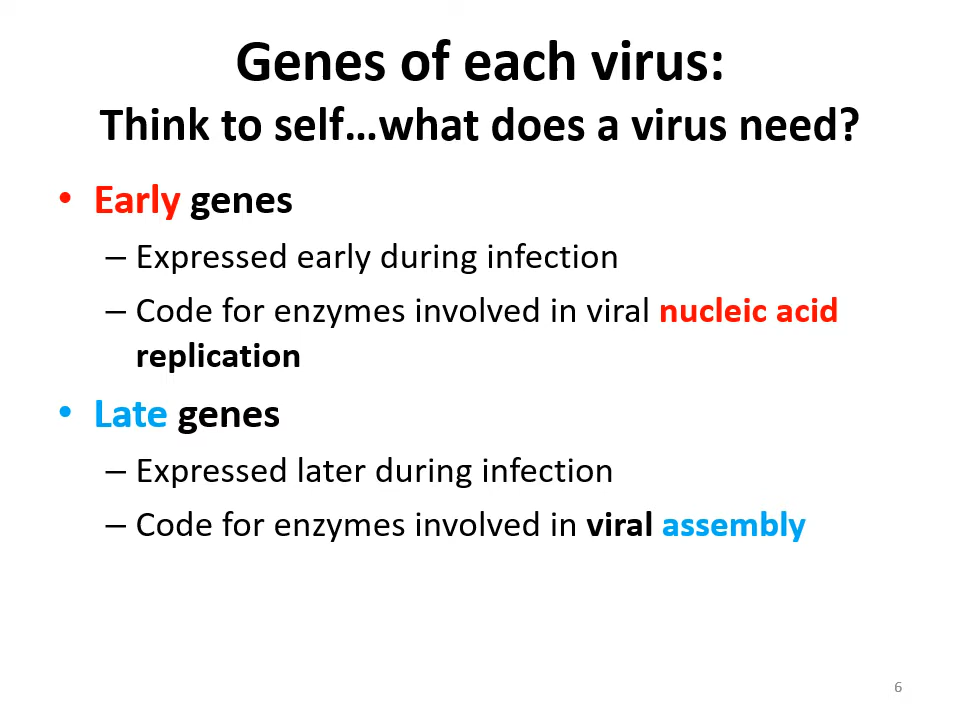 Genes of each virus:
Think to self…what does a virus need?
• Early genes
– Expressed early during infection
– Code for enzymes involved in viral nucleic acid
replication
• Late genes
– Expressed later during infection
– Code for enzymes involved in viral assembly
6